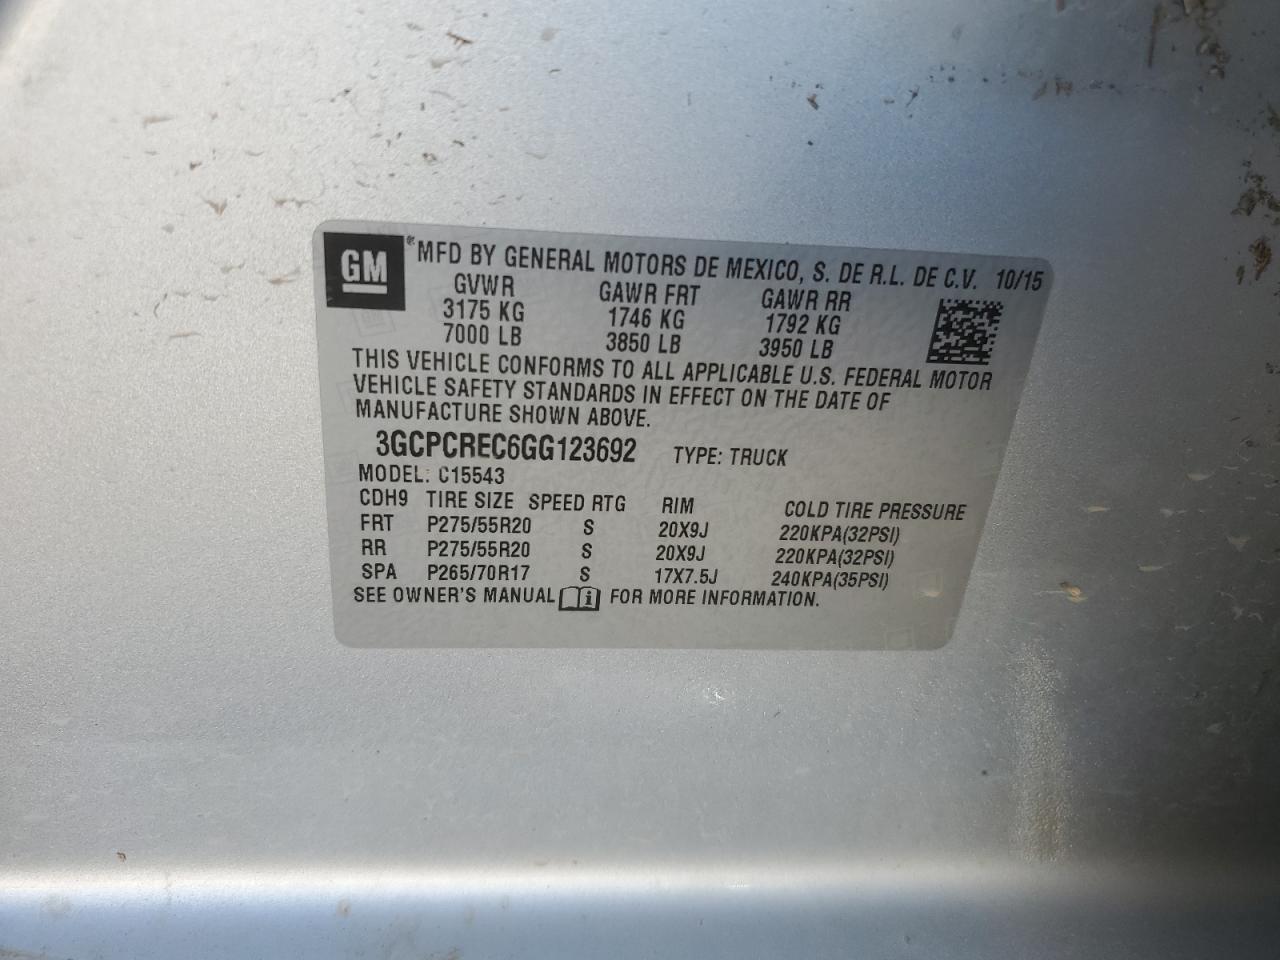 GM ® MFD BY GENERAL MOTORS DE MEXICO, S. DE R.L. DE C.V. 10/15
GVWR GAWR FRT GAWR RR
3175 KG 1746 KG 1792 KG
7000 LB 3850 LB 3950 LB
THIS VEHICLE CONFORMS TO ALL APPLICABLE U.S. FEDERAL MOTOR
VEHICLE SAFETY STANDARDS IN EFFECT ON THE DATE OF
MANUFACTURE SHOWN ABOVE.
3GCPCREC6GG123692 TYPE: TRUCK
MODEL: C15543
CDH9 TIRE SIZE SPEED RTG RIM COLD TIRE PRESSURE
FRT P275/55R20 S 20X9J 220KPA(32PSI)
RR P275/55R20 S 20X9J 220KPA(32PSI)
SPA P265/70R17 S 17X7.5J 240KPA(35PSI)
SEE OWNER'S MANUAL i FOR MORE INFORMATION.